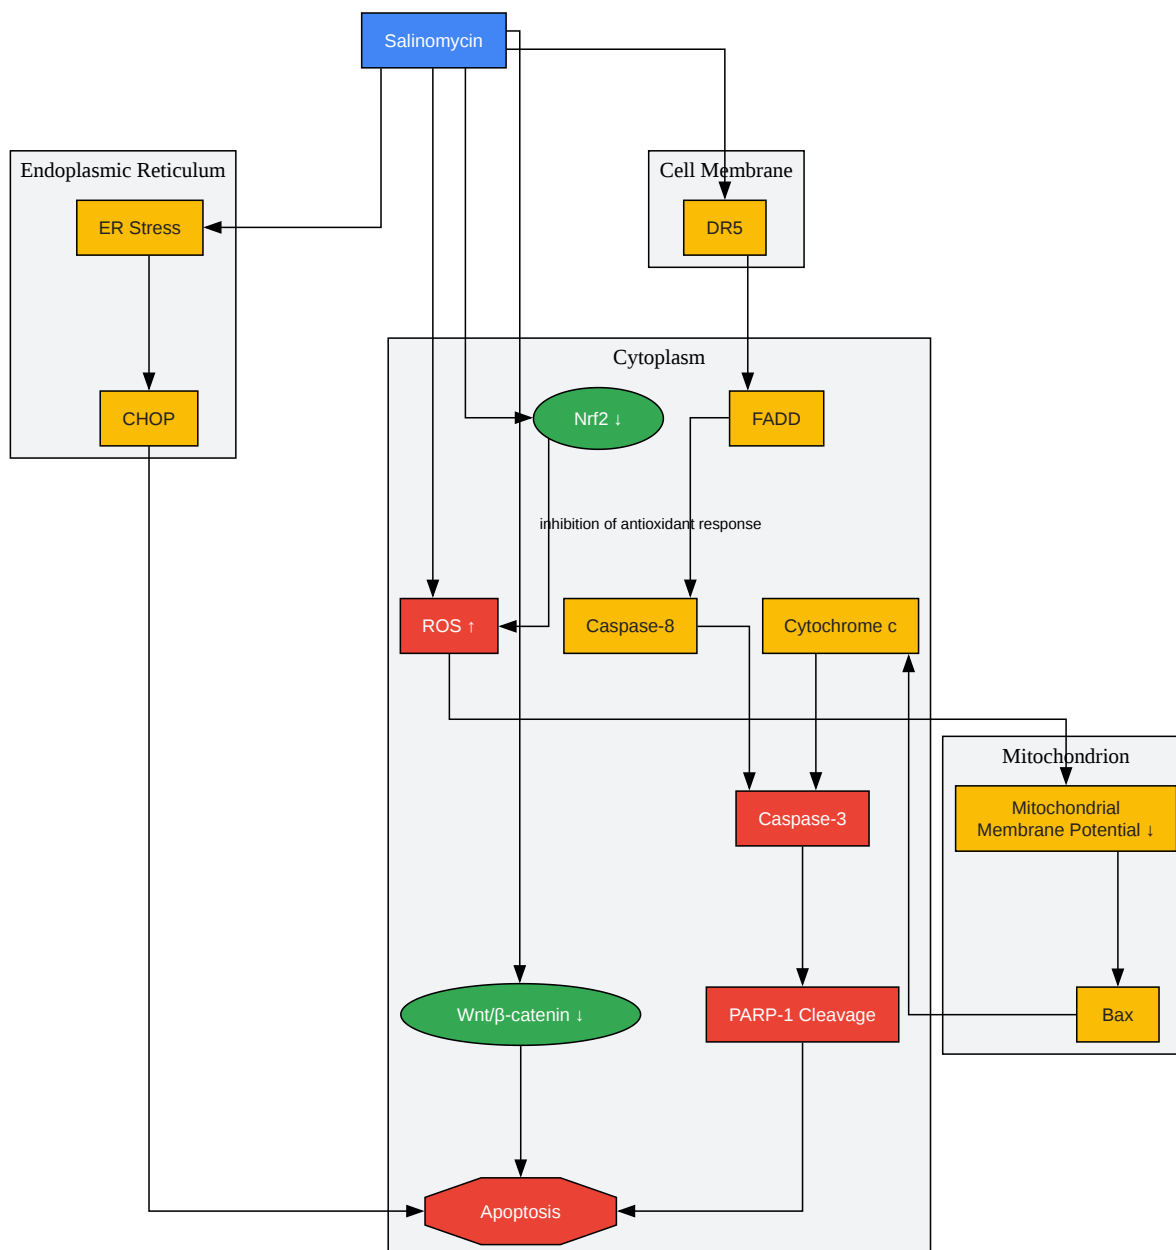 Salinomycin
Endoplasmic Reticulum
Cell Membrane
ER Stress
DR5
Cytoplasm
CHOP
Nrf2 ↓
FADD
inhibition of antioxidant response
ROS ↑
Caspase-8
Cytochrome c
Mitochondrion
Caspase-3
Mitochondrial
Membrane Potential ↓
Wnt/β-catenin ↓
PARP-1 Cleavage
Bax
Apoptosis